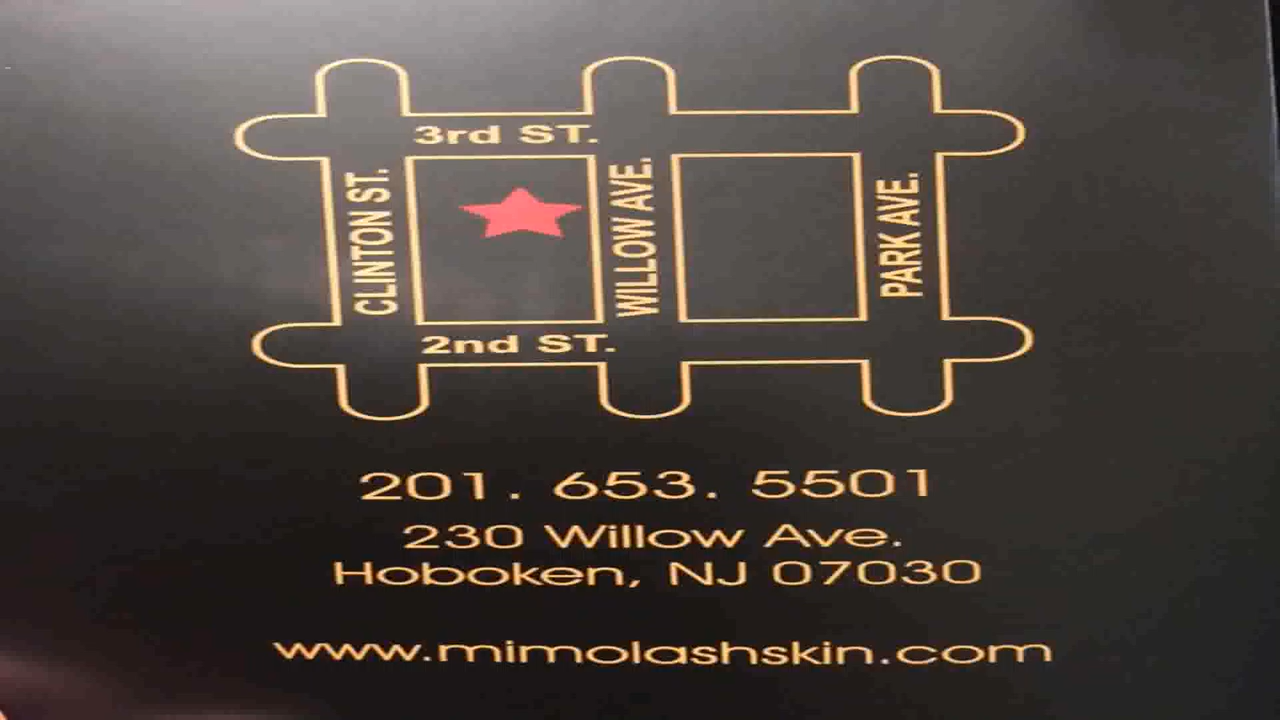 3rd ST.
CLINTON ST.
WILLOW AVE.
PARK AVE.
2nd ST.
201. 653. 5501
230 Willow Ave.
Hoboken, NJ 07030
www.mimolashskin.com